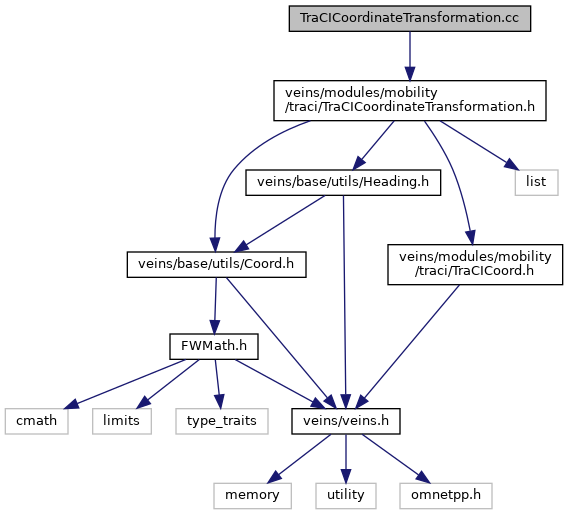 TraCICoordinateTransformation.cc
veins/modules/mobility
/traci/TraCICoordinateTransformation.h
veins/base/utils/Heading.h
list
veins/base/utils/Coord.h
veins/modules/mobility
/traci/TraCICoord.h
FWMath.h
cmath
limits
type_traits
veins/veins.h
memory
utility
omnetpp.h